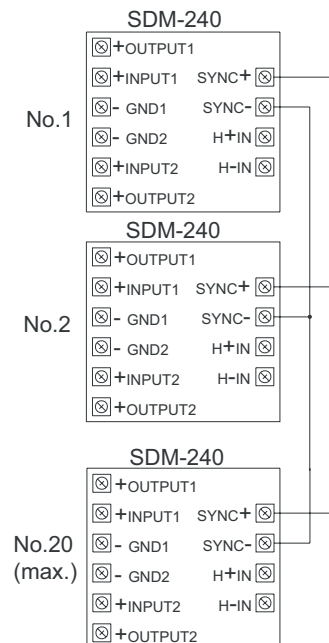 SDM-240
+OUTPUT1
+INPUT1 SYNC+
- GND1 SYNC-
No.1
- GND2 H+IN
+INPUT2 H-IN
+OUTPUT2
SDM-240
+OUTPUT1
+INPUT1 SYNC+
- GND1 SYNC-
No.2
- GND2 H+IN
+INPUT2 H-IN
+OUTPUT2
SDM-240
+OUTPUT1
+INPUT1 SYNC+
No.20
- GND1 SYNC-
(max.)
- GND2 H+IN
+INPUT2 H-IN
+OUTPUT2